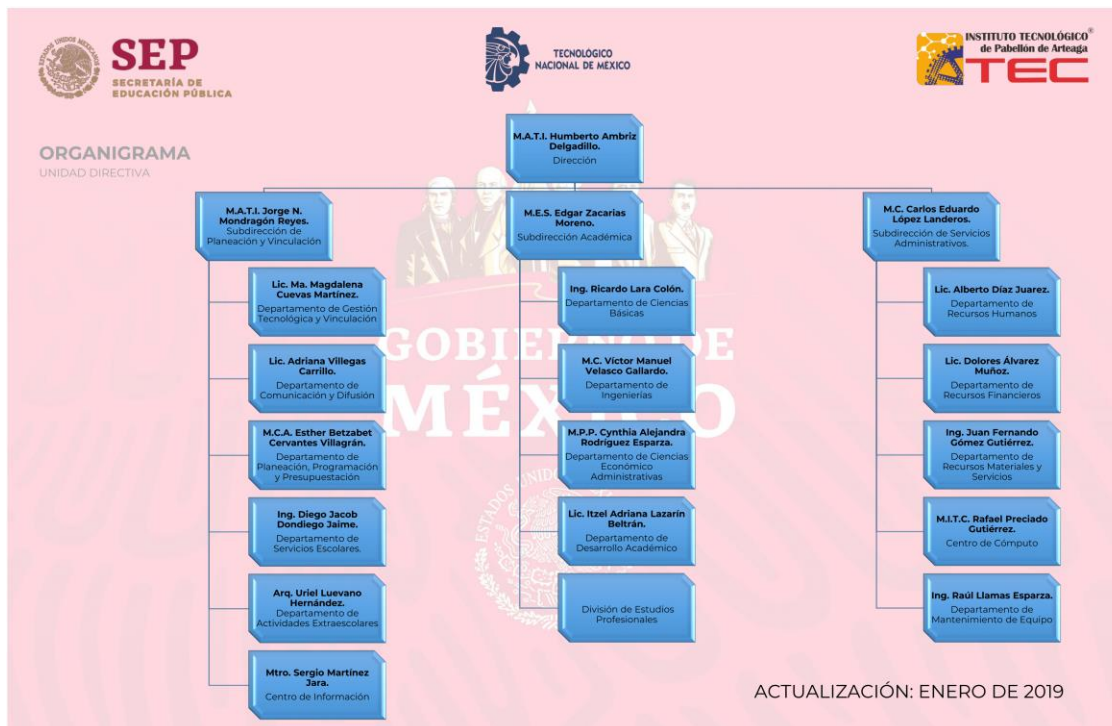 SEP
SECRETARÍA DE
EDUCACIÓN PÚBLICA
TECNOLÓGICO
NACIONAL DE MÉXICO
INSTITUTO TECNOLÓGICO®
de Pabellón de Arteaga
ATEC
ORGANIGRAMA
UNIDAD DIRECTIVA
M.A.T.I. Humberto Ambriz
Delgadillo.
Dirección
M.A.T.I. Jorge N.
Mondragón Reyes.
Subdirección de
Planeación y Vinculación
Lic. Ma. Magdalena
Cuevas Martínez.
Departamento de Gestión
Tecnológica y Vinculación
Lic. Adriana Villegas
Carrillo.
Departamento de
Comunicación y Difusión
M.C.A. Esther Betzabet
Cervantes Villagrán.
Departamento de
Planeación, Programación
y Presupuestación
Ing. Diego Jacob
Dondiego Jaime.
Departamento de
Servicios Escolares.
Arq. Uriel Luevano
Hernández.
Departamento de
Actividades Extraescolares
Mtro. Sergio Martínez
Jara.
Centro de Información
M.E.S. Edgar Zacarias
Moreno.
Subdirección Académica
Ing. Ricardo Lara Colón.
Departamento de Ciencias
Básicas
M.C. Víctor Manuel
Velasco Gallardo.
Departamento de
Ingenierías
M.P.P. Cynthia Alejandra
Rodríguez Esparza.
Departamento de Ciencias
Económico
Administrativas
Lic. Itzel Adriana Lazarín
Beltrán.
Departamento de
Desarrollo Académico
División de Estudios
Profesionales
M.C. Carlos Eduardo
López Landeros.
Subdirección de Servicios
Administrativos.
Lic. Alberto Díaz Juarez.
Departamento de
Recursos Humanos
Lic. Dolores Álvarez
Muñoz.
Departamento de
Recursos Financieros
Ing. Juan Fernando
Gómez Gutiérrez.
Departamento de
Recursos Materiales y
Servicios
M.I.T.C. Rafael Preciado
Gutiérrez.
Centro de Cómputo
Ing. Raúl Llamas Esparza.
Departamento de
Mantenimiento de Equipo
GOBIERNO DE
MÉXICO
ACTUALIZACIÓN: ENERO DE 2019